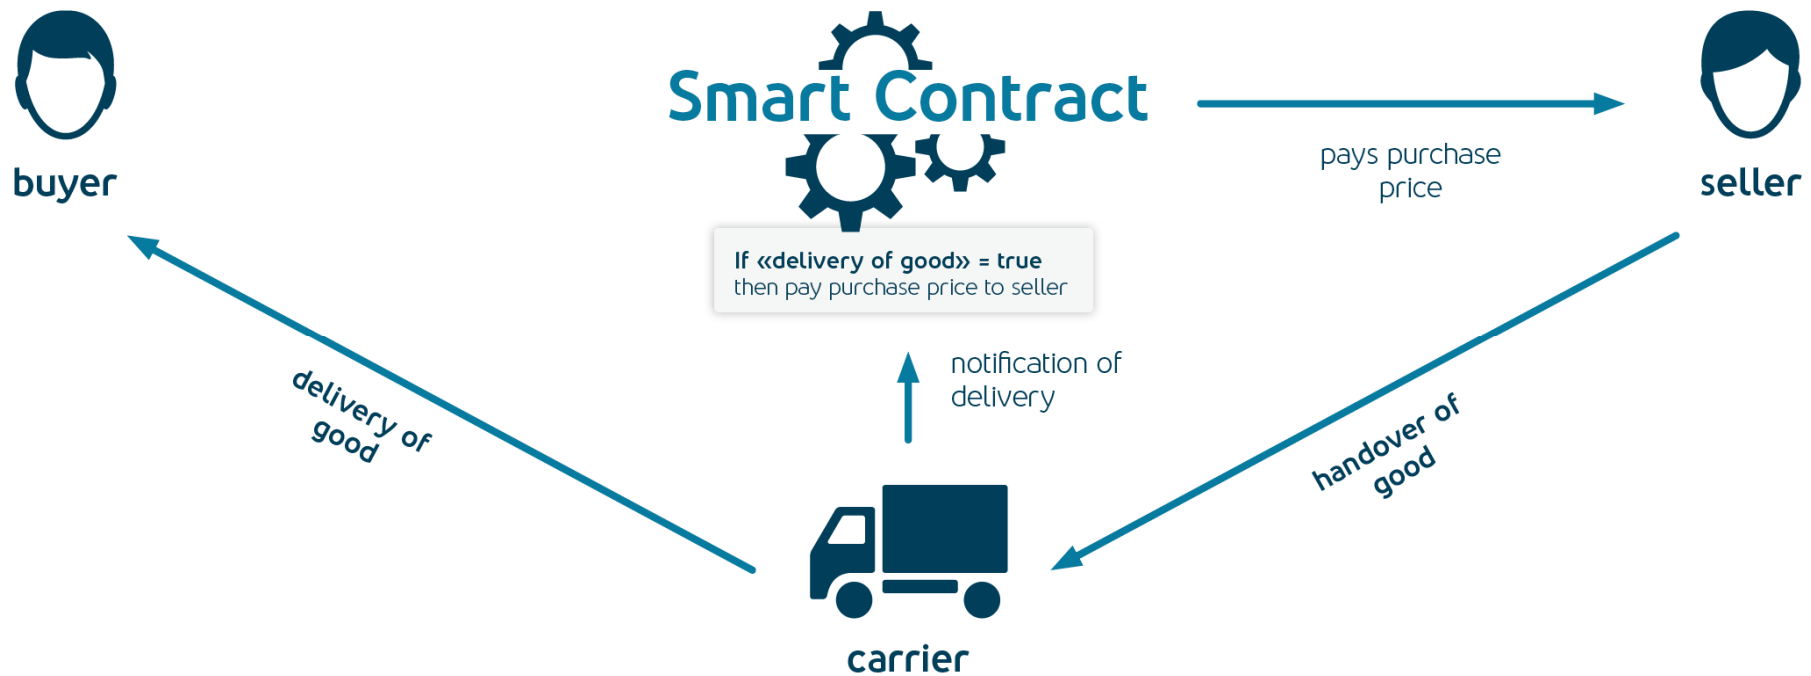 Smart Contract
buyer
pays purchase
price
seller
If «delivery of good» = true
then pay purchase price to seller
notification of
delivery
delivery of
good
handover of
good
carrier